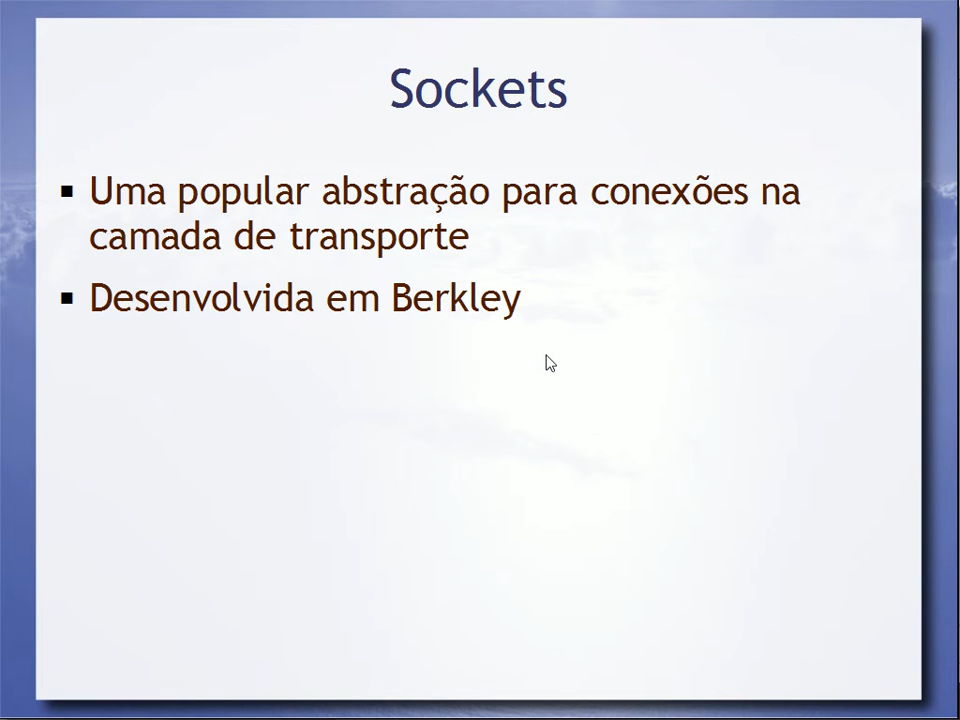 Sockets
Uma popular abstração para conexões na
camada de transporte
Desenvolvida em Berkley